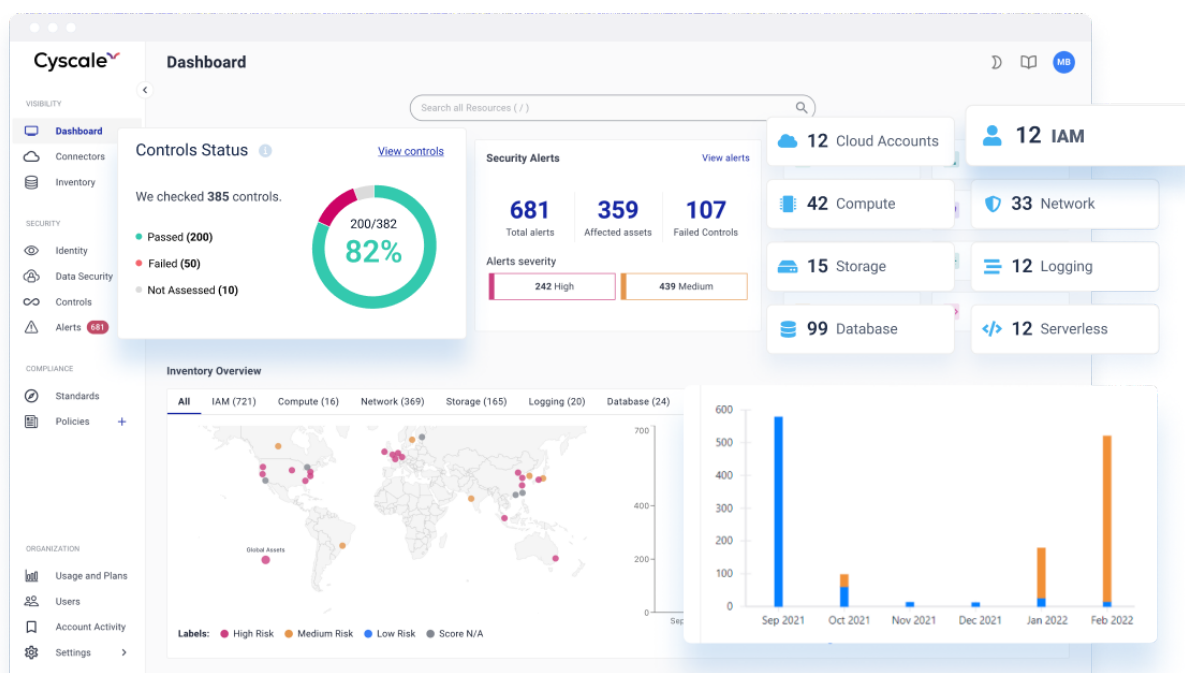 Cyscale
Dashboard
MB
Search all Resources ( / )
VISIBILITY
Dashboard
Connectors
Inventory
SECURITY
Identity
Data Security
Controls
Alerts 681
COMPLIANCE
Standards
Policies +
ORGANIZATION
Usage and Plans
Users
Account Activity
Settings
Controls Status
View controls
We checked 385 controls.
Passed (200)
Failed (50)
Not Assessed (10)
200/382
82%
Security Alerts
View alerts
681
359
107
Total alerts
Affected assets
Failed Controls
Alerts severity
242 High
439 Medium
12 Cloud Accounts
12 IAM
42 Compute
33 Network
15 Storage
12 Logging
99 Database
12 Serverless
Inventory Overview
All
IAM (721)
Compute (16)
Network (369)
Storage (165)
Logging (20)
Database (24)
Global Assets
Labels: High Risk Medium Risk Low Risk Score N/A
700
400
200
0
600
500
400
300
200
100
0
Sep 2021
Oct 2021
Nov 2021
Dec 2021
Jan 2022
Feb 2022